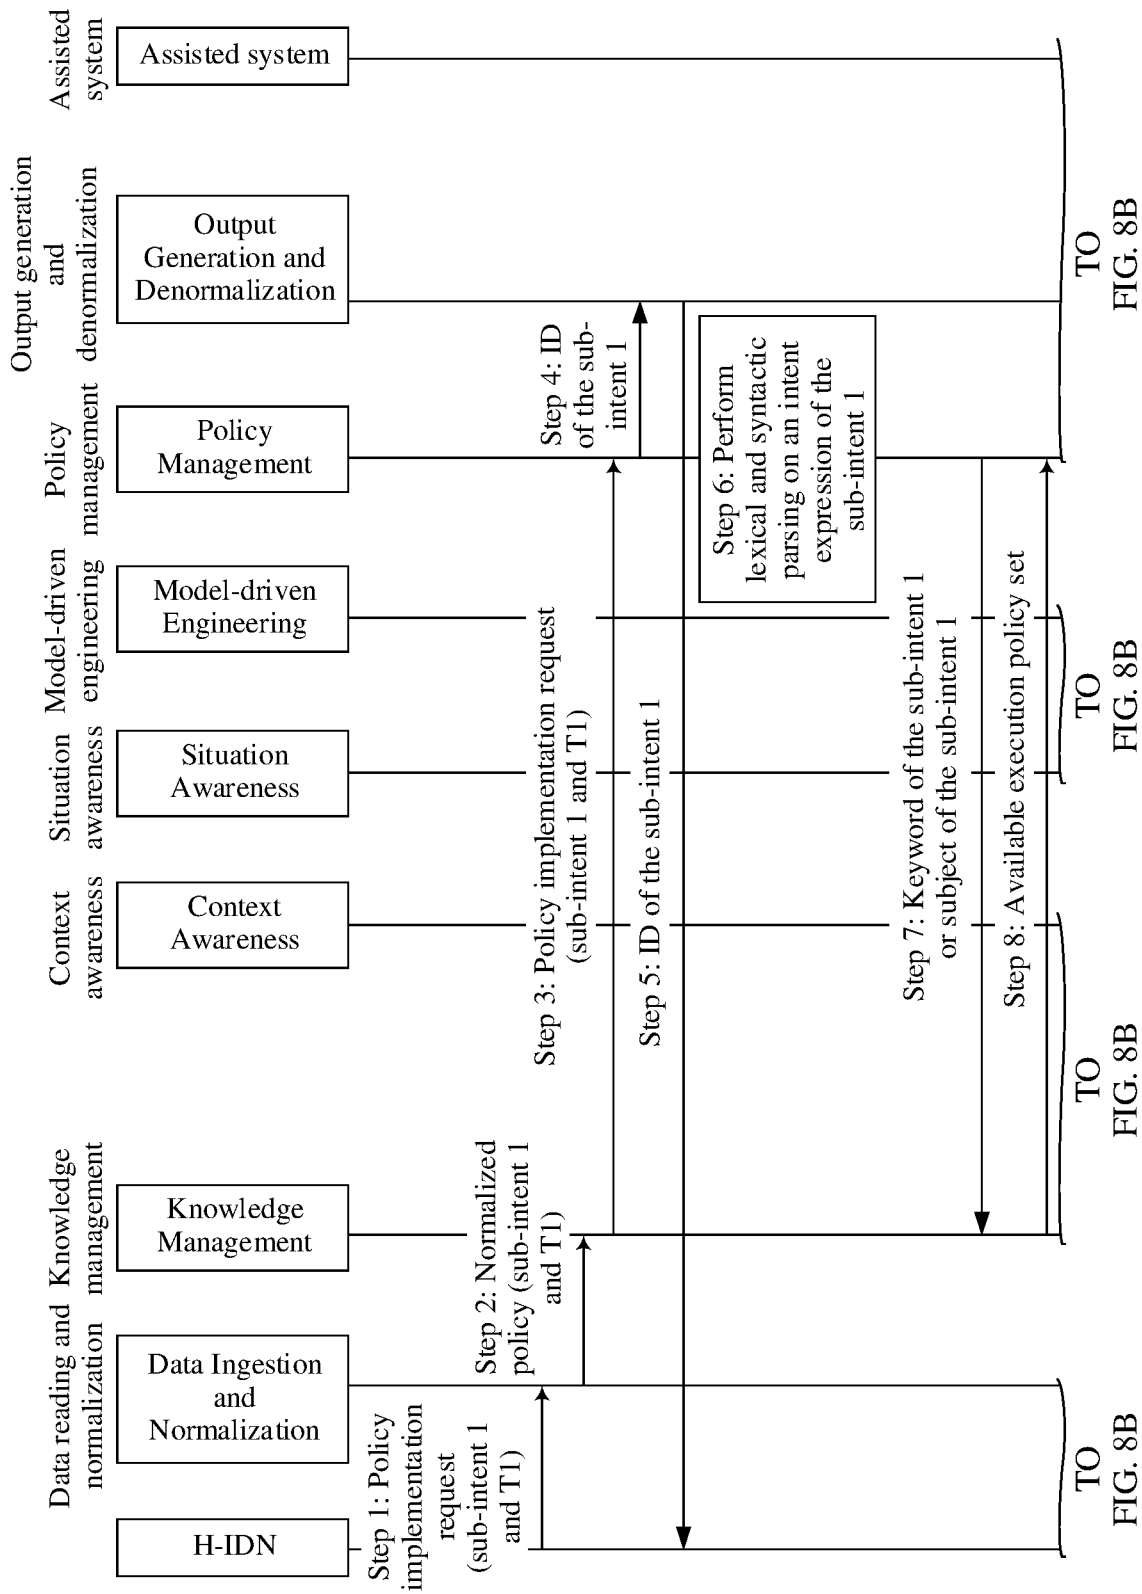 Data reading and
normalization
Knowledge
management
Context
awareness
Situation
awareness
Model-driven
engineering
Policy
management
Output generation
and
denormalization
Assisted
system
H-IDN
Data Ingestion
and
Normalization
Knowledge
Management
Context
Awareness
Situation
Awareness
Model-driven
Engineering
Policy
Management
Output
Generation and
Denormalization
Assisted system
Step 1: Policy
implementation
request
(sub-intent 1
and T1)
Step 2: Normalized
policy (sub-intent 1
and T1)
Step 3: Policy implementation request
(sub-intent 1 and T1)
Step 4: ID
of the sub-
intent 1
Step 5: ID of the sub-intent 1
Step 6: Perform
lexical and syntactic
parsing on an intent
expression of the
sub-intent 1
Step 7: Keyword of the sub-intent 1
or subject of the sub-intent 1
Step 8: Available execution policy set
TO
FIG. 8B
TO
FIG. 8B
TO
FIG. 8B
TO
FIG. 8B